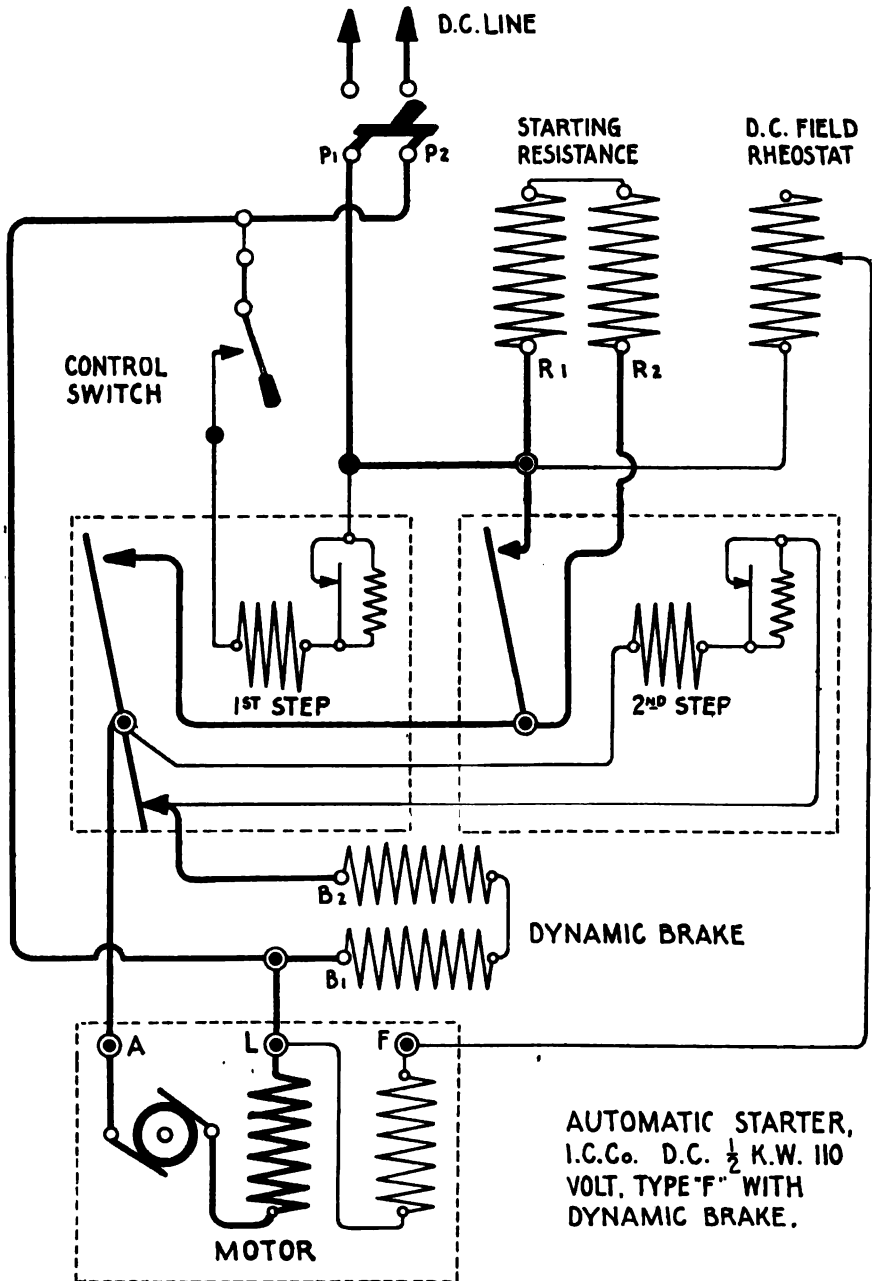 D.C. LINE
P1
P2
STARTING
RESISTANCE
D.C. FIELD
RHEOSTAT
R1
R2
CONTROL
SWITCH
1ST STEP
2ND STEP
B2
DYNAMIC BRAKE
B1
A
L
F
MOTOR
AUTOMATIC STARTER,
I.C.Co. D.C. ½ K.W. 110
VOLT, TYPE "F" WITH
DYNAMIC BRAKE.